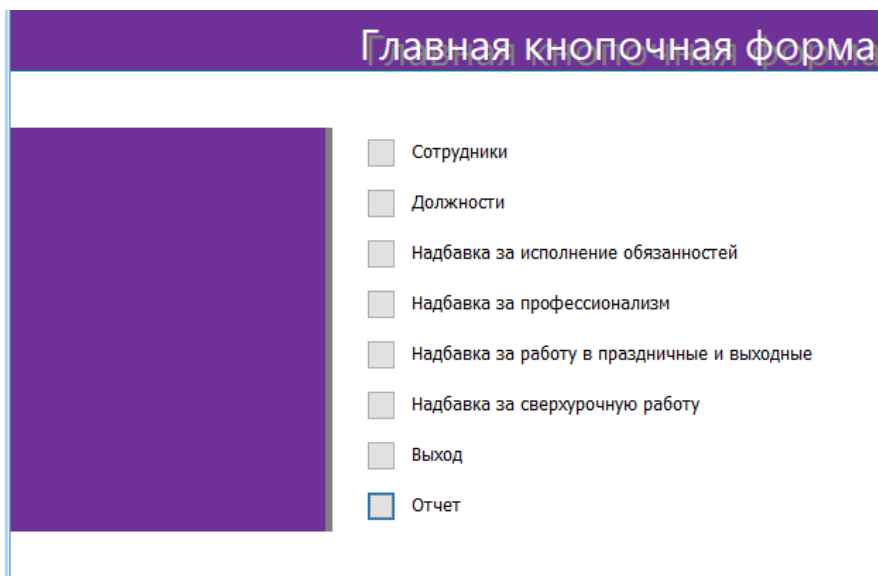 Главная кнопочная форма
Сотрудники
Должности
Надбавка за исполнение обязанностей
Надбавка за профессионализм
Надбавка за работу в праздничные и выходные
Надбавка за сверхурочную работу
Выход
Отчет